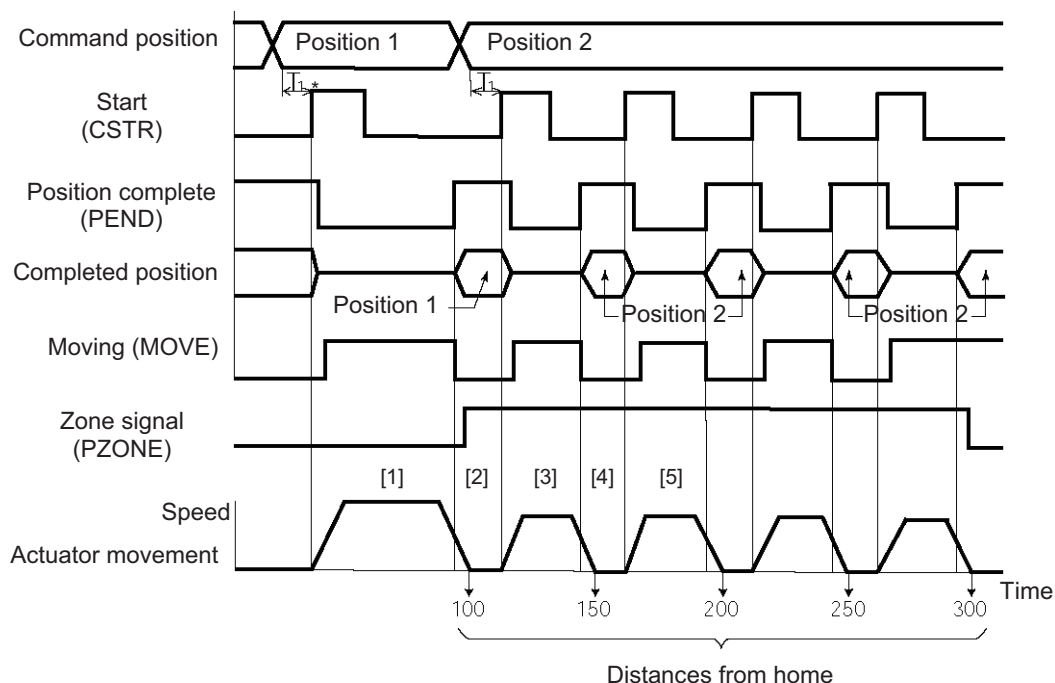 Command position
Position 1
Position 2
T₁
*
T₁
Start
(CSTR)
Position complete
(PEND)
Completed position
Position 1
Position 2
Position 2
Moving (MOVE)
Zone signal
(PZONE)
[1]
[2]
[3]
[4]
[5]
Speed
Actuator movement
Time
100
150
200
250
300
Distances from home